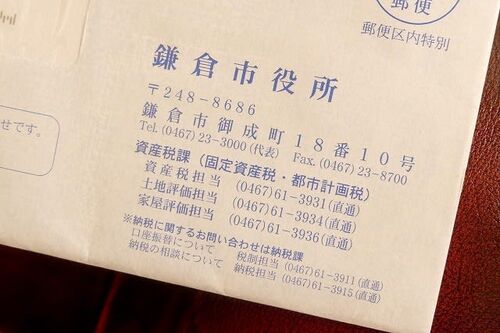 郵便
郵便区内特別
鎌倉市役所
〒248-8686
鎌倉市御成町18番10号
Tel. (0467)23-3000(代表) Fax. (0467)23-8700
資産税課(固定資産税・都市計画税)
資産税担当 (0467)61-3931(直通)
土地評価担当 (0467)61-3934(直通)
家屋評価担当 (0467)61-3936(直通)
※納税に関するお問い合わせは納税課
口座振替について 税制担当 (0467)61-3911(直通)
納税の相談について 納税担当 (0467)61-3915(直通)
せです。